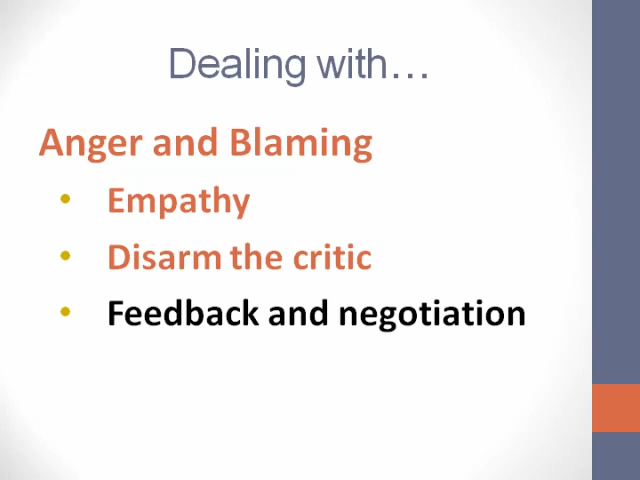 Dealing with…
Anger and Blaming
• Empathy
• Disarm the critic
• Feedback and negotiation